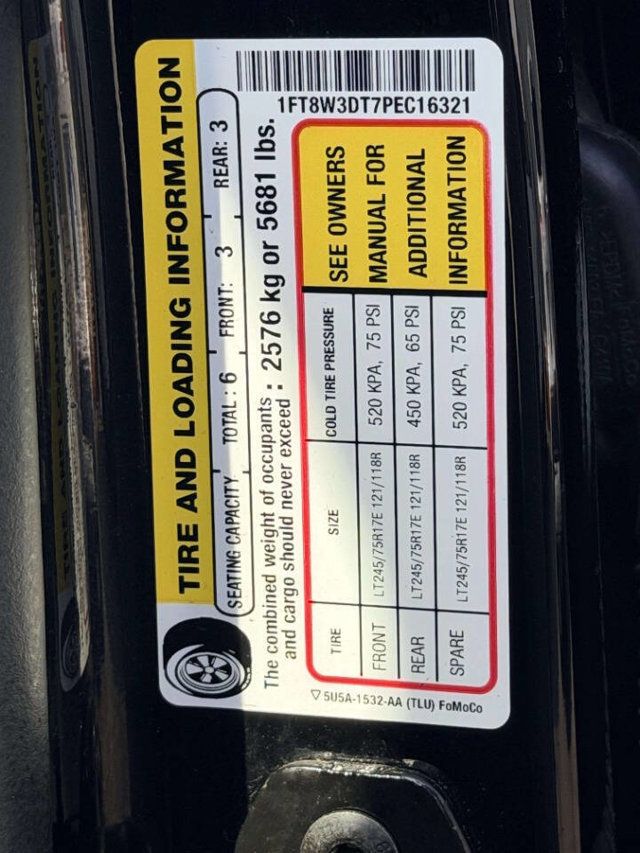 TIRE AND LOADING INFORMATION
SEATING CAPACITY TOTAL : 6 FRONT: 3 REAR: 3
The combined weight of occupants and cargo should never exceed : 2576 kg or 5681 lbs.
1FT8W3DT7PEC16321
TIRE SIZE COLD TIRE PRESSURE
FRONT LT245/75R17E 121/118R 520 KPA, 75 PSI
REAR LT245/75R17E 121/118R 450 KPA, 65 PSI
SPARE LT245/75R17E 121/118R 520 KPA, 75 PSI
SEE OWNERS
MANUAL FOR
ADDITIONAL
INFORMATION
5U5A-1532-AA (TLU) FoMoCo